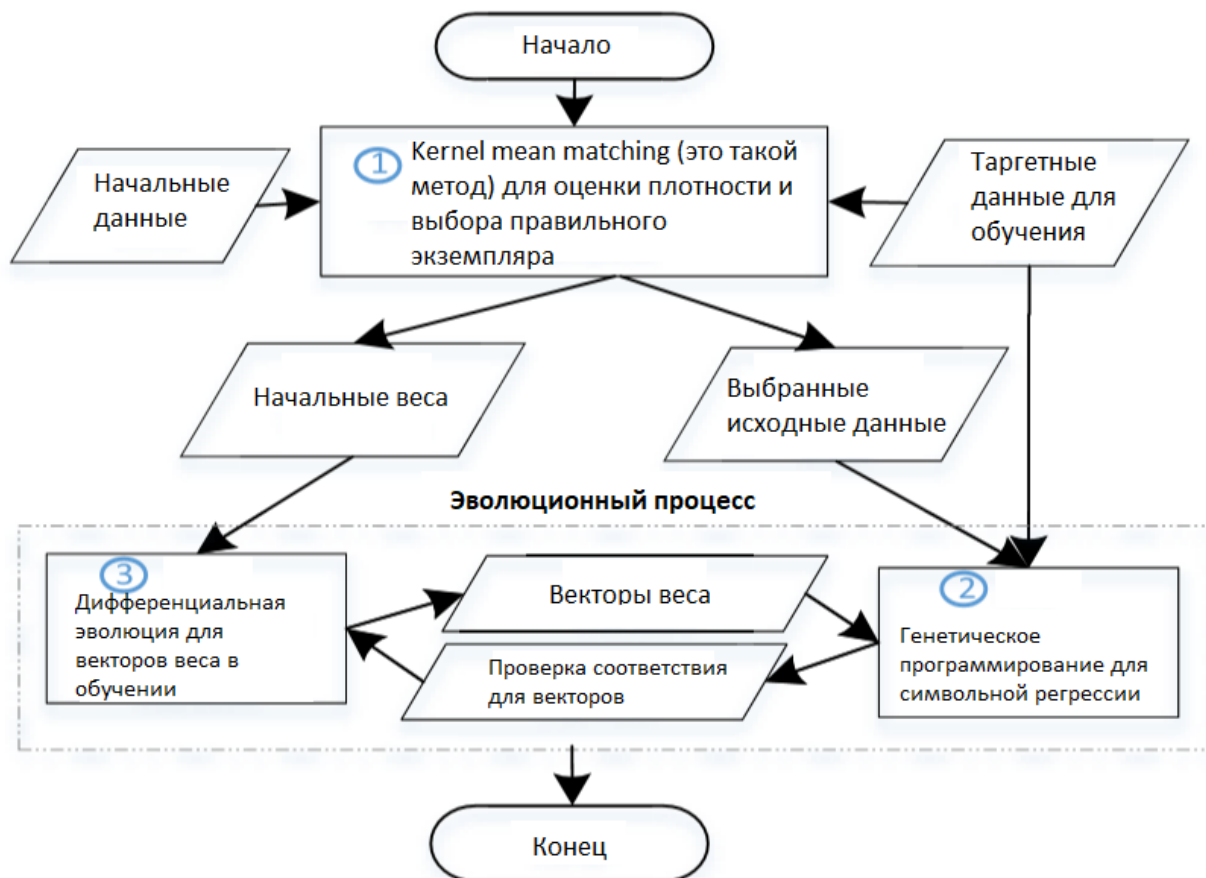 Начало
1
Kernel mean matching (это такой
метод) для оценки плотности и
выбора правильного
экземпляра
Начальные
данные
Таргетные
данные для
обучения
Начальные веса
Выбранные
исходные данные
Эволюционный процесс
3
Дифференциальная
эволюция для
векторов веса в
обучении
Векторы веса
Проверка соответствия
для векторов
2
Генетическое
программирование для
символьной регрессии
Конец